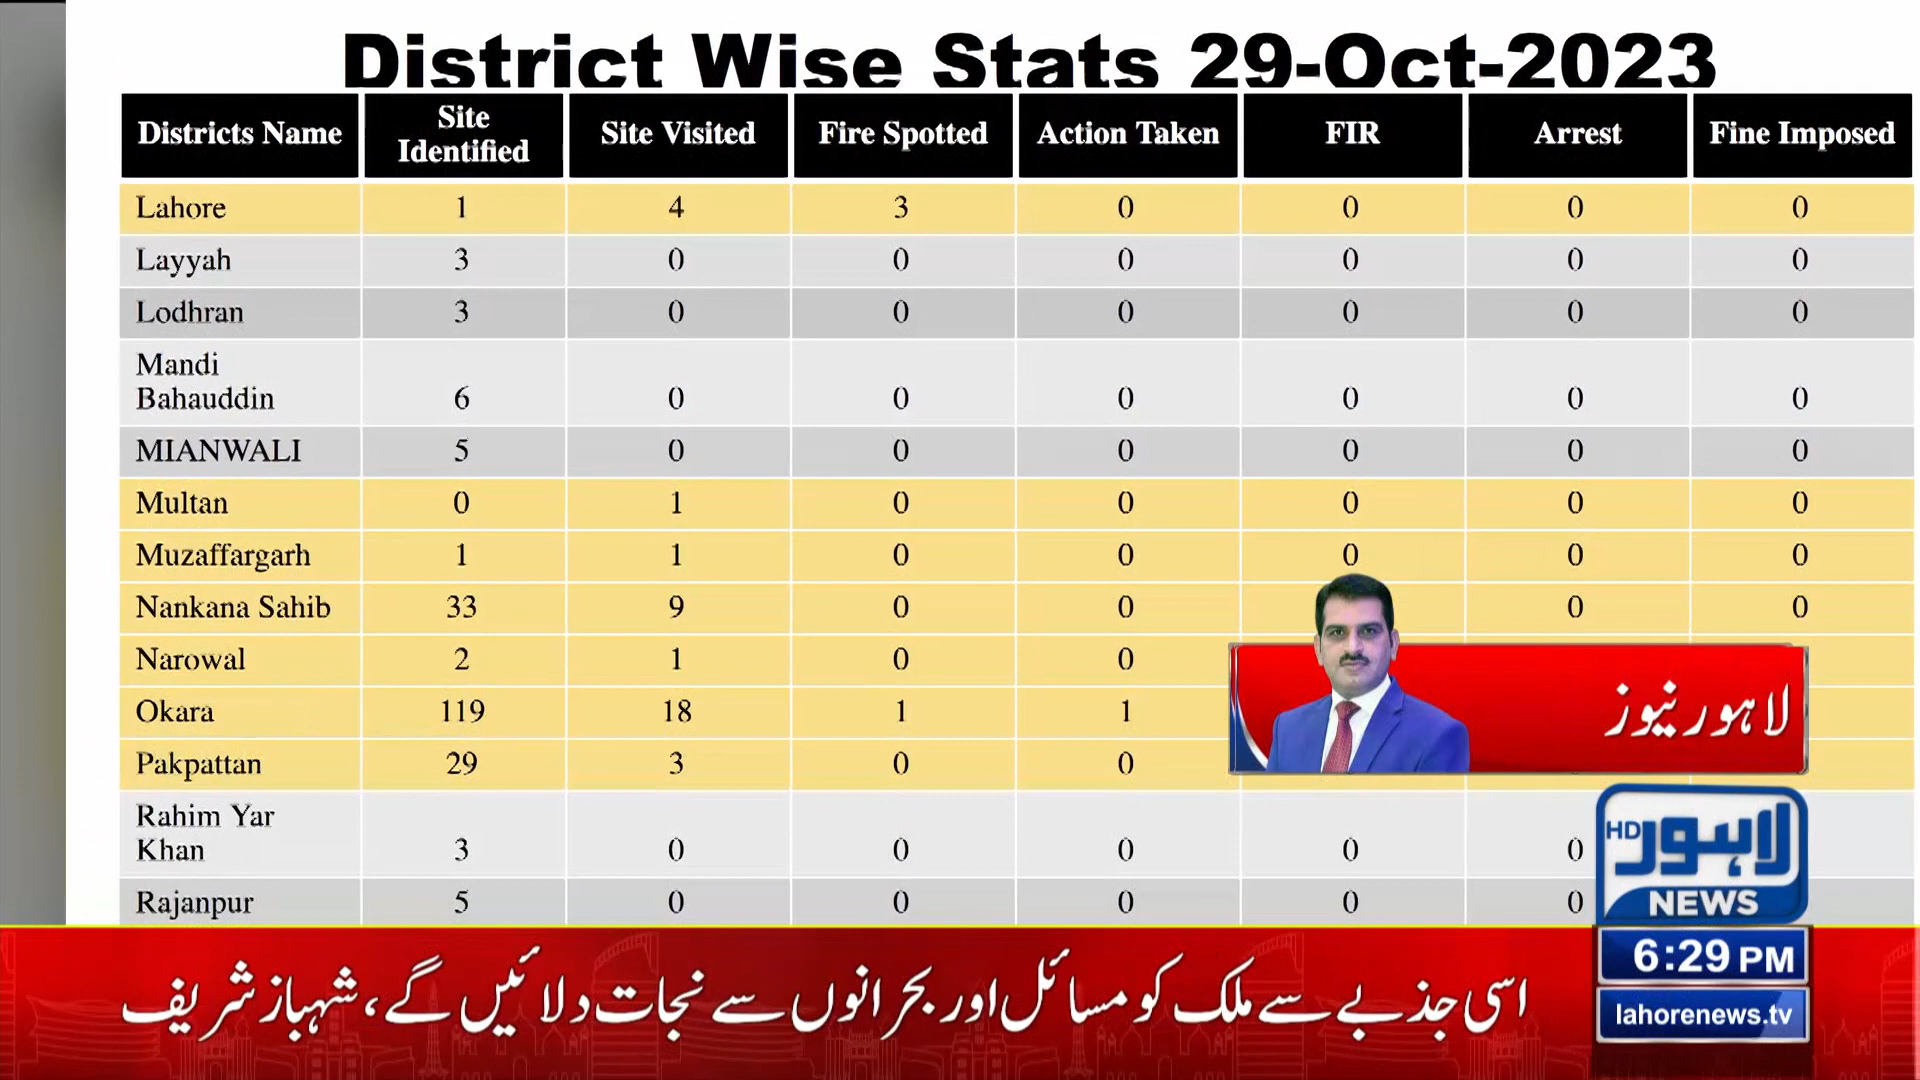 District Wise Stats 29-Oct-2023
Districts Name Site Identified Site Visited Fire Spotted Action Taken FIR Arrest Fine Imposed
Lahore 1 4 3 0 0 0 0
Layyah 3 0 0 0 0 0 0
Lodhran 3 0 0 0 0 0 0
Mandi
Bahauddin 6 0 0 0 0 0 0
MIANWALI 5 0 0 0 0 0 0
Multan 0 1 0 0 0 0 0
Muzaffargarh 1 1 0 0 0 0 0
Nankana Sahib 33 9 0 0 0 0
Narowal 2 1 0 0
Okara 119 18 1 1
Pakpattan 29 3 0 0
Rahim Yar
Khan 3 0 0 0 0 0
Rajanpur 5 0 0 0 0 0
لاہور نیوز
لاہور HD
NEWS
6:29 PM
lahorenews.tv
اسی جذبے سے ملک کو مسائل اور بحرانوں سے نجات دلائیں گے، شہباز شریف